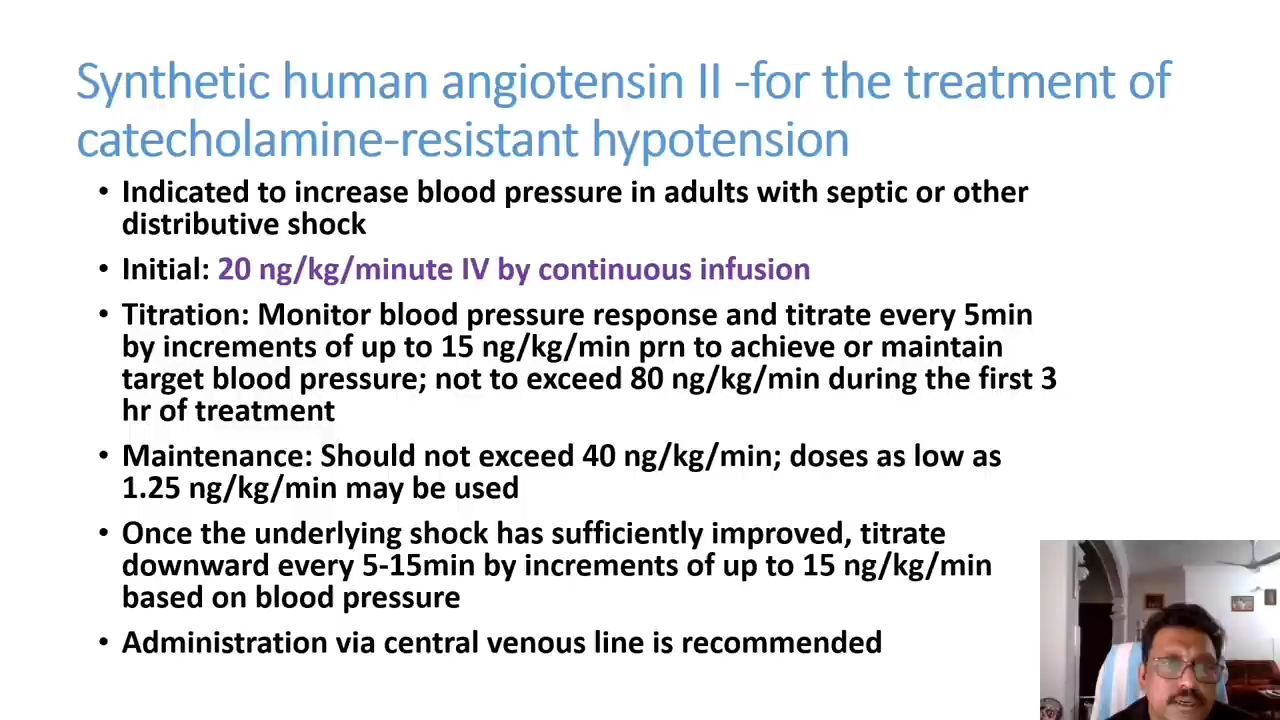 Synthetic human angiotensin II -for the treatment of
catecholamine-resistant hypotension
• Indicated to increase blood pressure in adults with septic or other
distributive shock
• Initial: 20 ng/kg/minute IV by continuous infusion
• Titration: Monitor blood pressure response and titrate every 5min
by increments of up to 15 ng/kg/min prn to achieve or maintain
target blood pressure; not to exceed 80 ng/kg/min during the first 3
hr of treatment
• Maintenance: Should not exceed 40 ng/kg/min; doses as low as
1.25 ng/kg/min may be used
• Once the underlying shock has sufficiently improved, titrate
downward every 5-15min by increments of up to 15 ng/kg/min
based on blood pressure
• Administration via central venous line is recommended